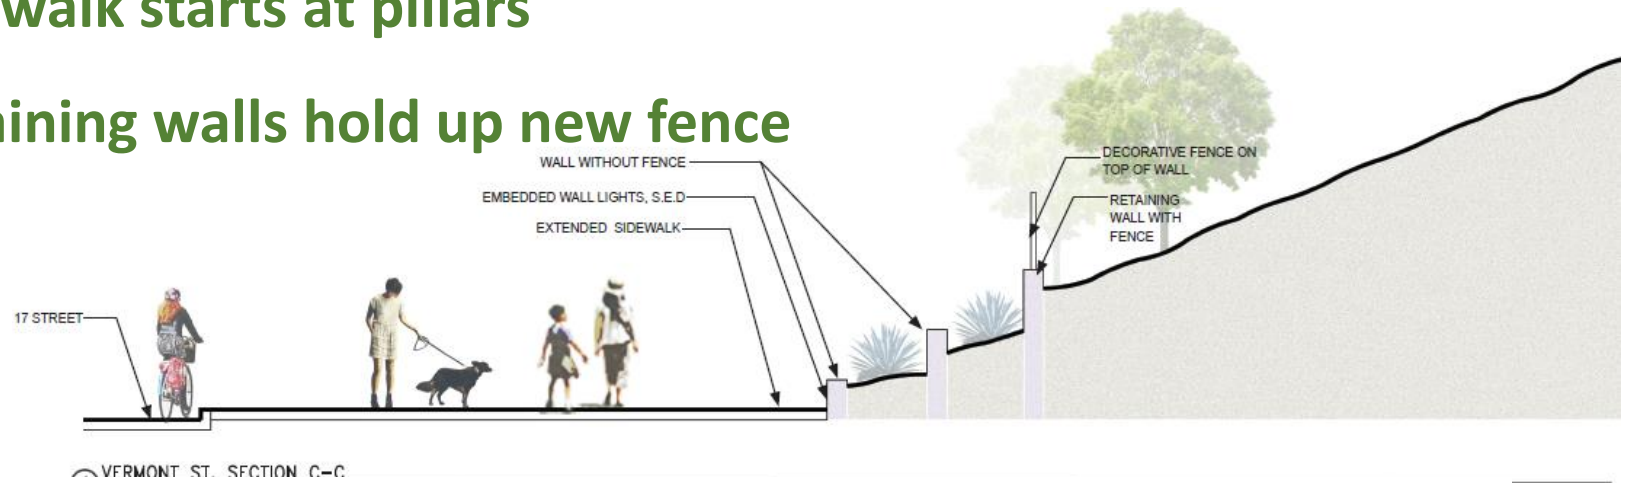 walk starts at pillars
ining walls hold up new fence
WALL WITHOUT FENCE
EMBEDDED WALL LIGHTS, S.E.D
EXTENDED SIDEWALK
17 STREET
DECORATIVE FENCE ON
TOP OF WALL
RETAINING
WALL WITH
FENCE
VERMONT ST. SECTION C-C